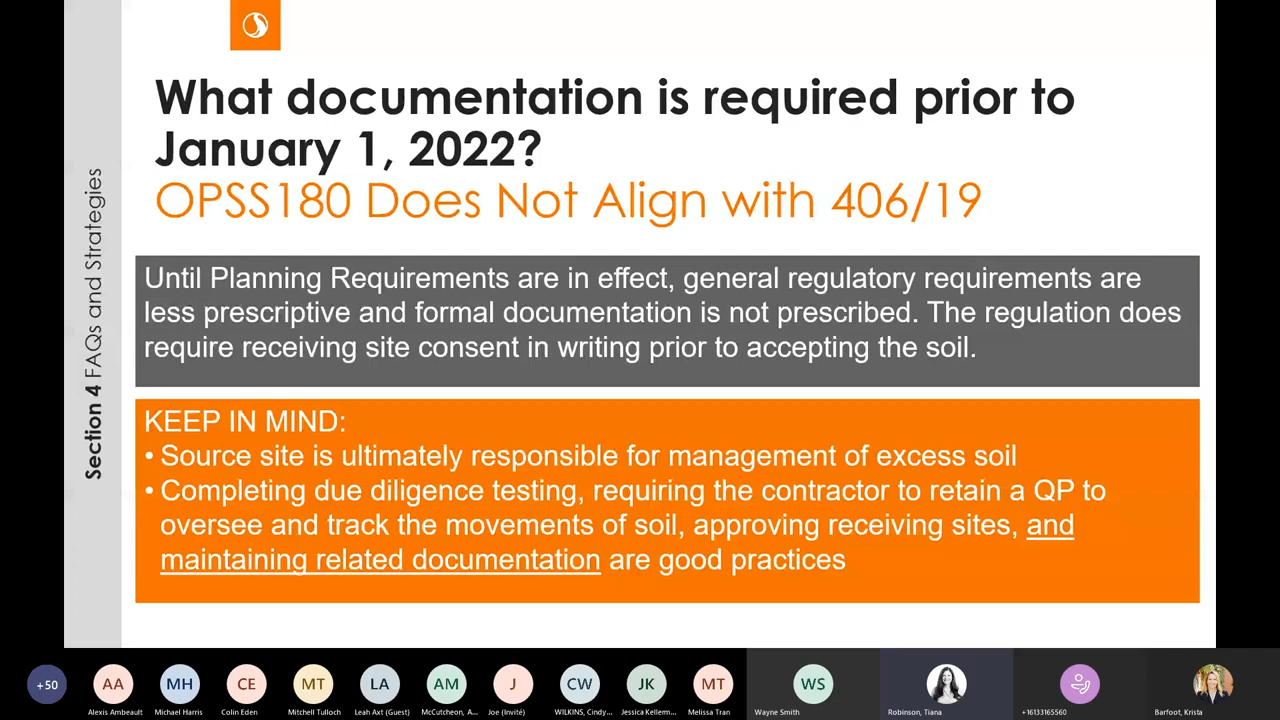 What documentation is required prior to
January 1, 2022?
OPSS180 Does Not Align with 406/19
Section 4 FAQs and Strategies
Until Planning Requirements are in effect, general regulatory requirements are
less prescriptive and formal documentation is not prescribed. The regulation does
require receiving site consent in writing prior to accepting the soil.
KEEP IN MIND:
• Source site is ultimately responsible for management of excess soil
• Completing due diligence testing, requiring the contractor to retain a QP to
oversee and track the movements of soil, approving receiving sites, and
maintaining related documentation are good practices
+50
AA
MH
CE
MT
LA
AM
J
CW
JK
MT
WS
Alexis Ambeault
Michael Harris
Colin Eden
Mitchell Tulloch
Leah Axt (Guest)
McCutcheon, A...
Joe (Invité)
WILKINS, Cindy...
Jessica Kellem...
Melissa Tran
Wayne Smith
Robinson, Tiana
+16133165560
Barfoot, Krista